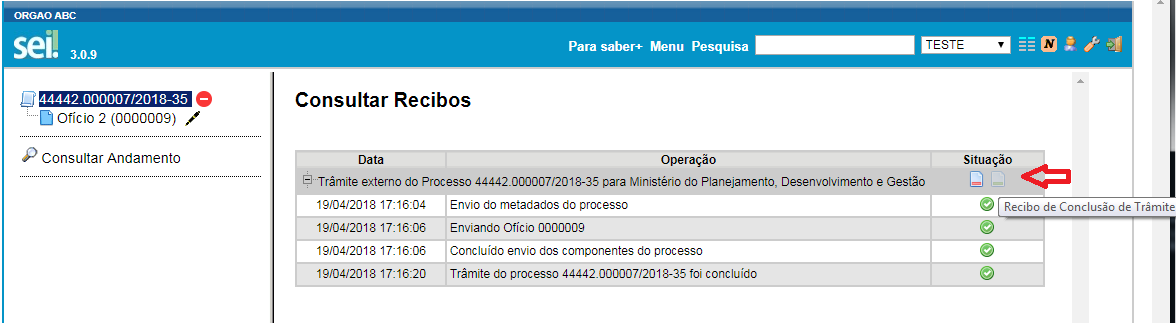 ORGAO ABC
sei! 3.0.9
Para saber+ Menu Pesquisa TESTE N
44442.000007/2018-35
Ofício 2 (0000009)
Consultar Andamento
Consultar Recibos
Data Operação Situação
Trâmite externo do Processo 44442.000007/2018-35 para Ministério do Planejamento, Desenvolvimento e Gestão
Recibo de Conclusão de Trâmite
19/04/2018 17:16:04 Envio do metadados do processo
19/04/2018 17:16:06 Enviando Ofício 0000009
19/04/2018 17:16:06 Concluído envio dos componentes do processo
19/04/2018 17:16:20 Trâmite do processo 44442.000007/2018-35 foi concluído